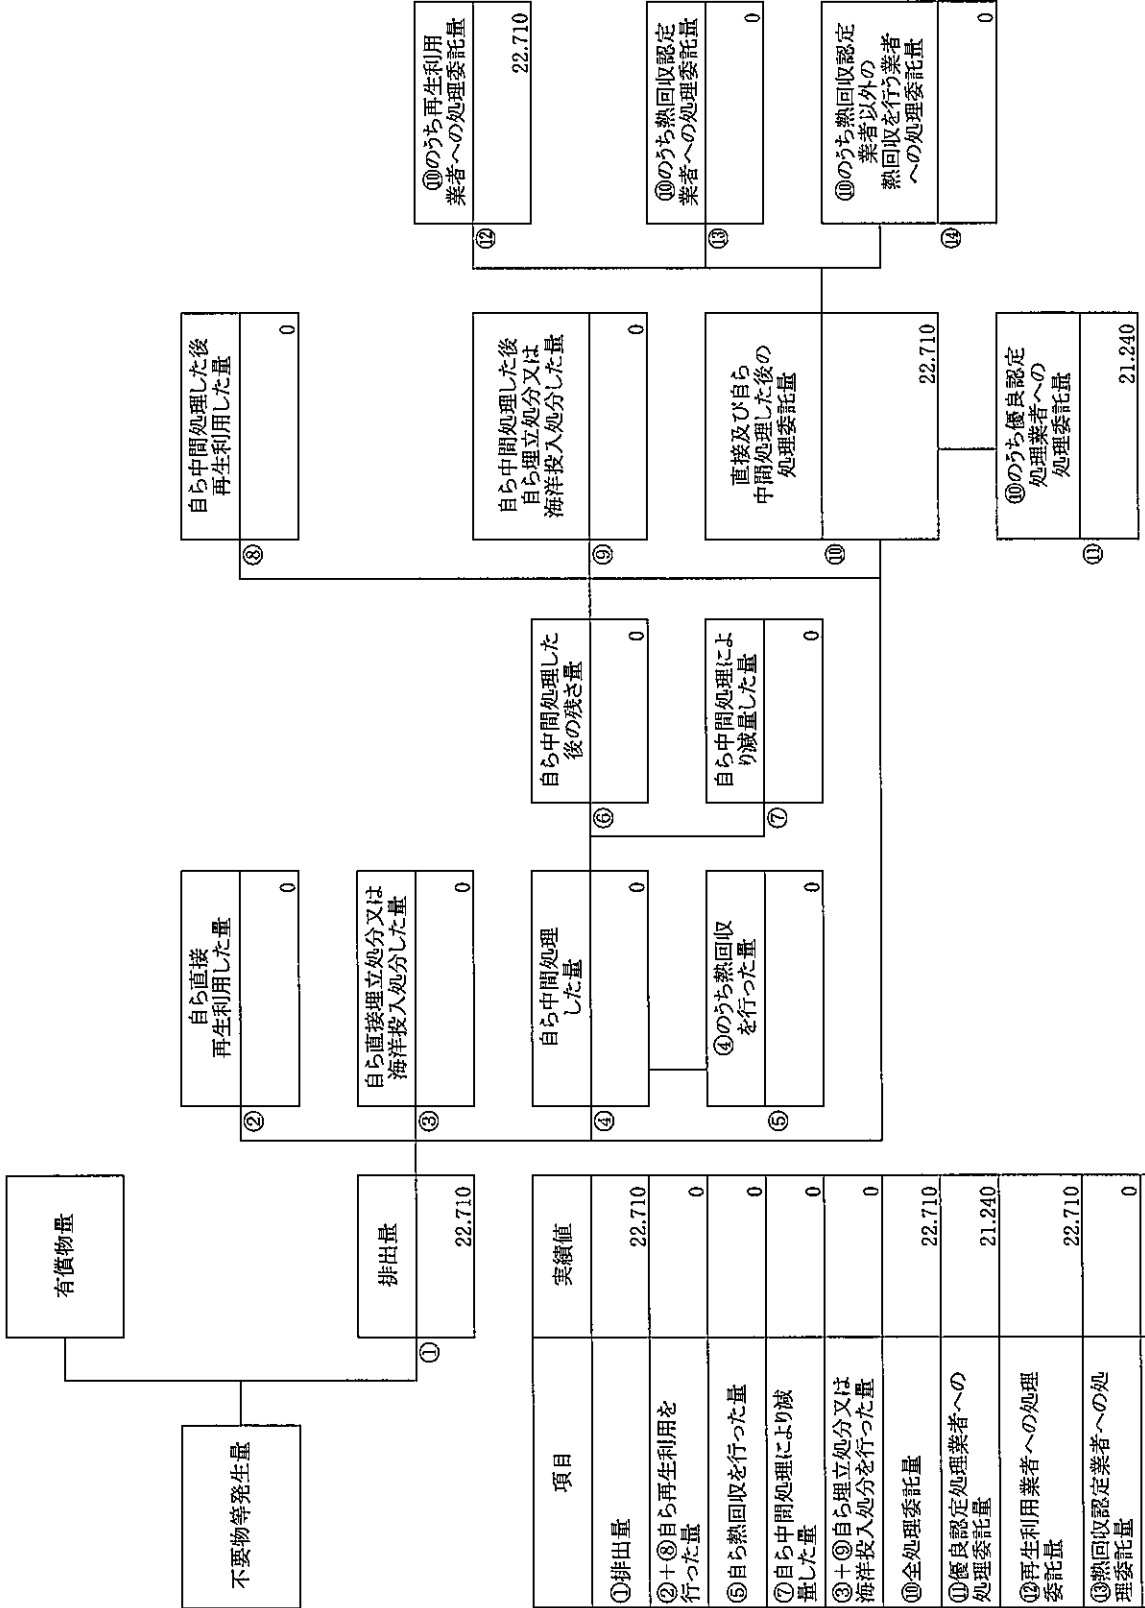 不要物等発生量
有償物量
排出量
①
22.710
自ら直接
再生利用した量
②
0
自ら直接埋立処分又は
海洋投入処分した量
③
0
自ら中間処理
した量
④
0
④のうち熱回収
を行った量
⑤
0
自ら中間処理した
後の残さ量
⑥
0
自ら中間処理によ
り減量した量
⑦
0
自ら中間処理した後
再生利用した量
⑧
0
自ら中間処理した後
自ら埋立処分又は
海洋投入処分した量
⑨
0
直接及び自ら
中間処理した後の
処理委託量
⑩
22.710
⑩のうち優良認定
処理業者への
処理委託量
⑪
21.240
⑩のうち再生利用
業者への処理委託量
⑫
22.710
⑩のうち熱回収認定
業者への処理委託量
⑬
0
⑩のうち熱回収認定
業者以外の
熱回収を行う業者
への処理委託量
⑭
0
項目 実績値
①排出量 22.710
②+⑧自ら再生利用を
行った量 0
⑤自ら熱回収を行った量 0
⑦自ら中間処理により減
量した量 0
③+⑨自ら埋立処分又は
海洋投入処分を行った量 0
⑩全処理委託量 22.710
⑪優良認定処理業者への
処理委託量 21.240
⑫再生利用業者への処理
委託量 22.710
⑬熱回収認定業者への処
理委託量 0